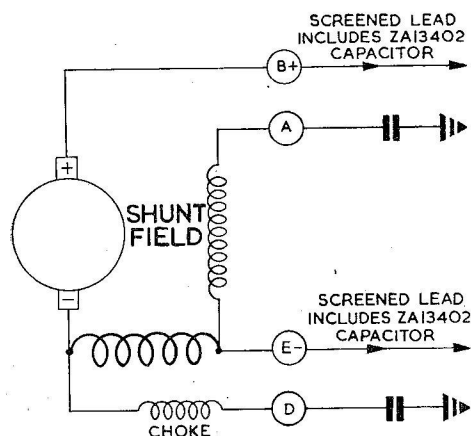 SCREENED LEAD
INCLUDES ZA13402
CAPACITOR
B+
A
+
SHUNT
FIELD
−
SCREENED LEAD
INCLUDES ZA13402
CAPACITOR
E−
D
CHOKE